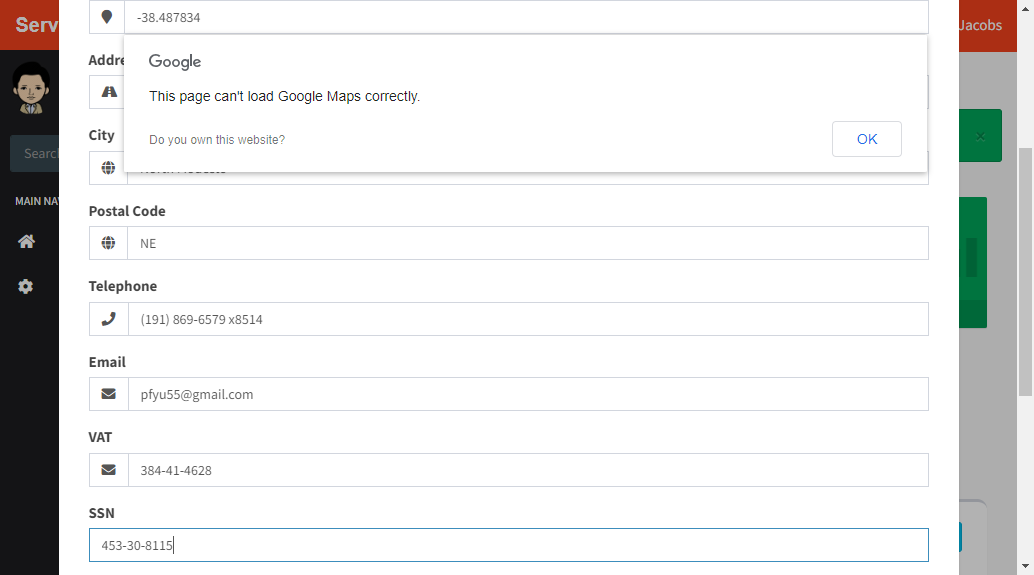 Serv
Jacobs
-38.487834
Google
This page can't load Google Maps correctly.
Do you own this website?
OK
Addre
City
Search
MAIN NAV
Postal Code
NE
Telephone
(191) 869-6579 x8514
Email
pfyu55@gmail.com
VAT
384-41-4628
SSN
453-30-8115